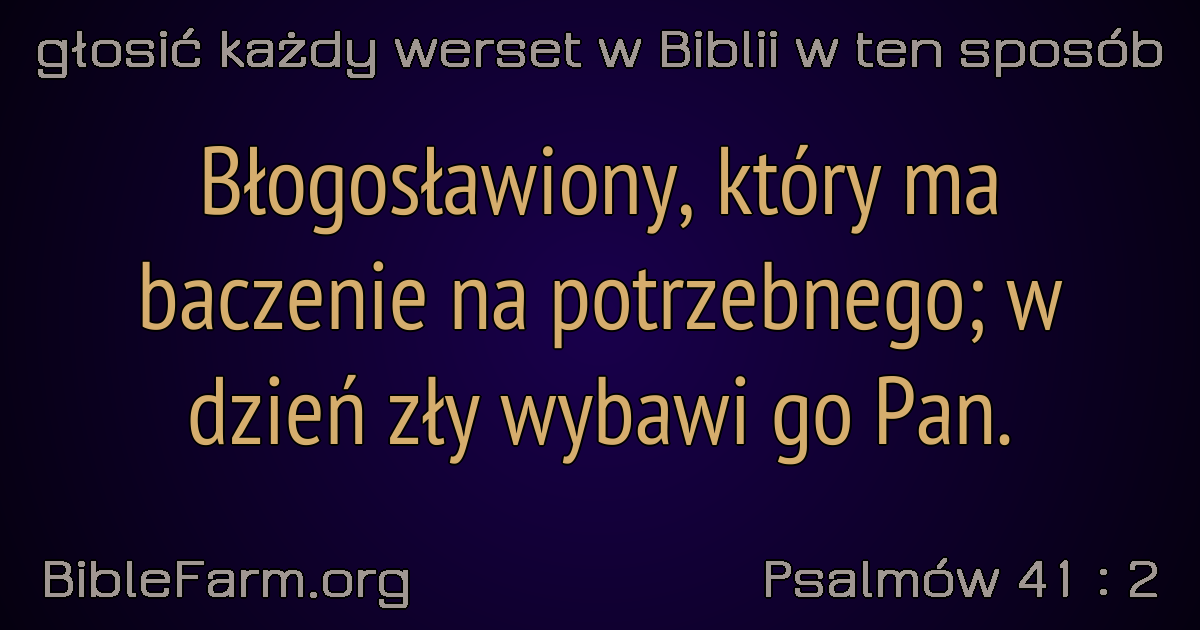 głosić każdy werset w Biblii w ten sposób
Błogosławiony, który ma
baczenie na potrzebnego; w
dzień zły wybawi go Pan.
BibleFarm.org
Psalmów 41 : 2